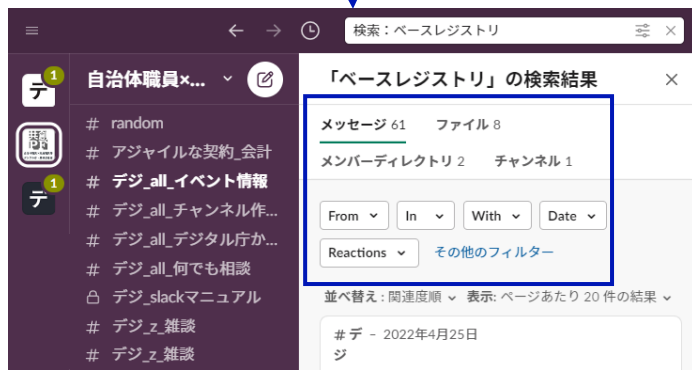 検索：ベースレジストリ
1
テ
1
テ
自治体職員×...
# random
# アジャイルな契約_会計
# デジ_all_イベント情報
# デジ_all_チャンネル作...
# デジ_all_デジタル庁か...
# デジ_all_何でも相談
デジ_slackマニュアル
# デジ_z_雑談
# デジ_z_雑談
「ベースレジストリ」の検索結果
メッセージ 61 ファイル 8
メンバーディレクトリ 2 チャンネル 1
From In With Date
Reactions その他のフィルター
並べ替え : 関連度順 表示: ページあたり 20 件の結果
# デ – 2022年4月25日
ジ